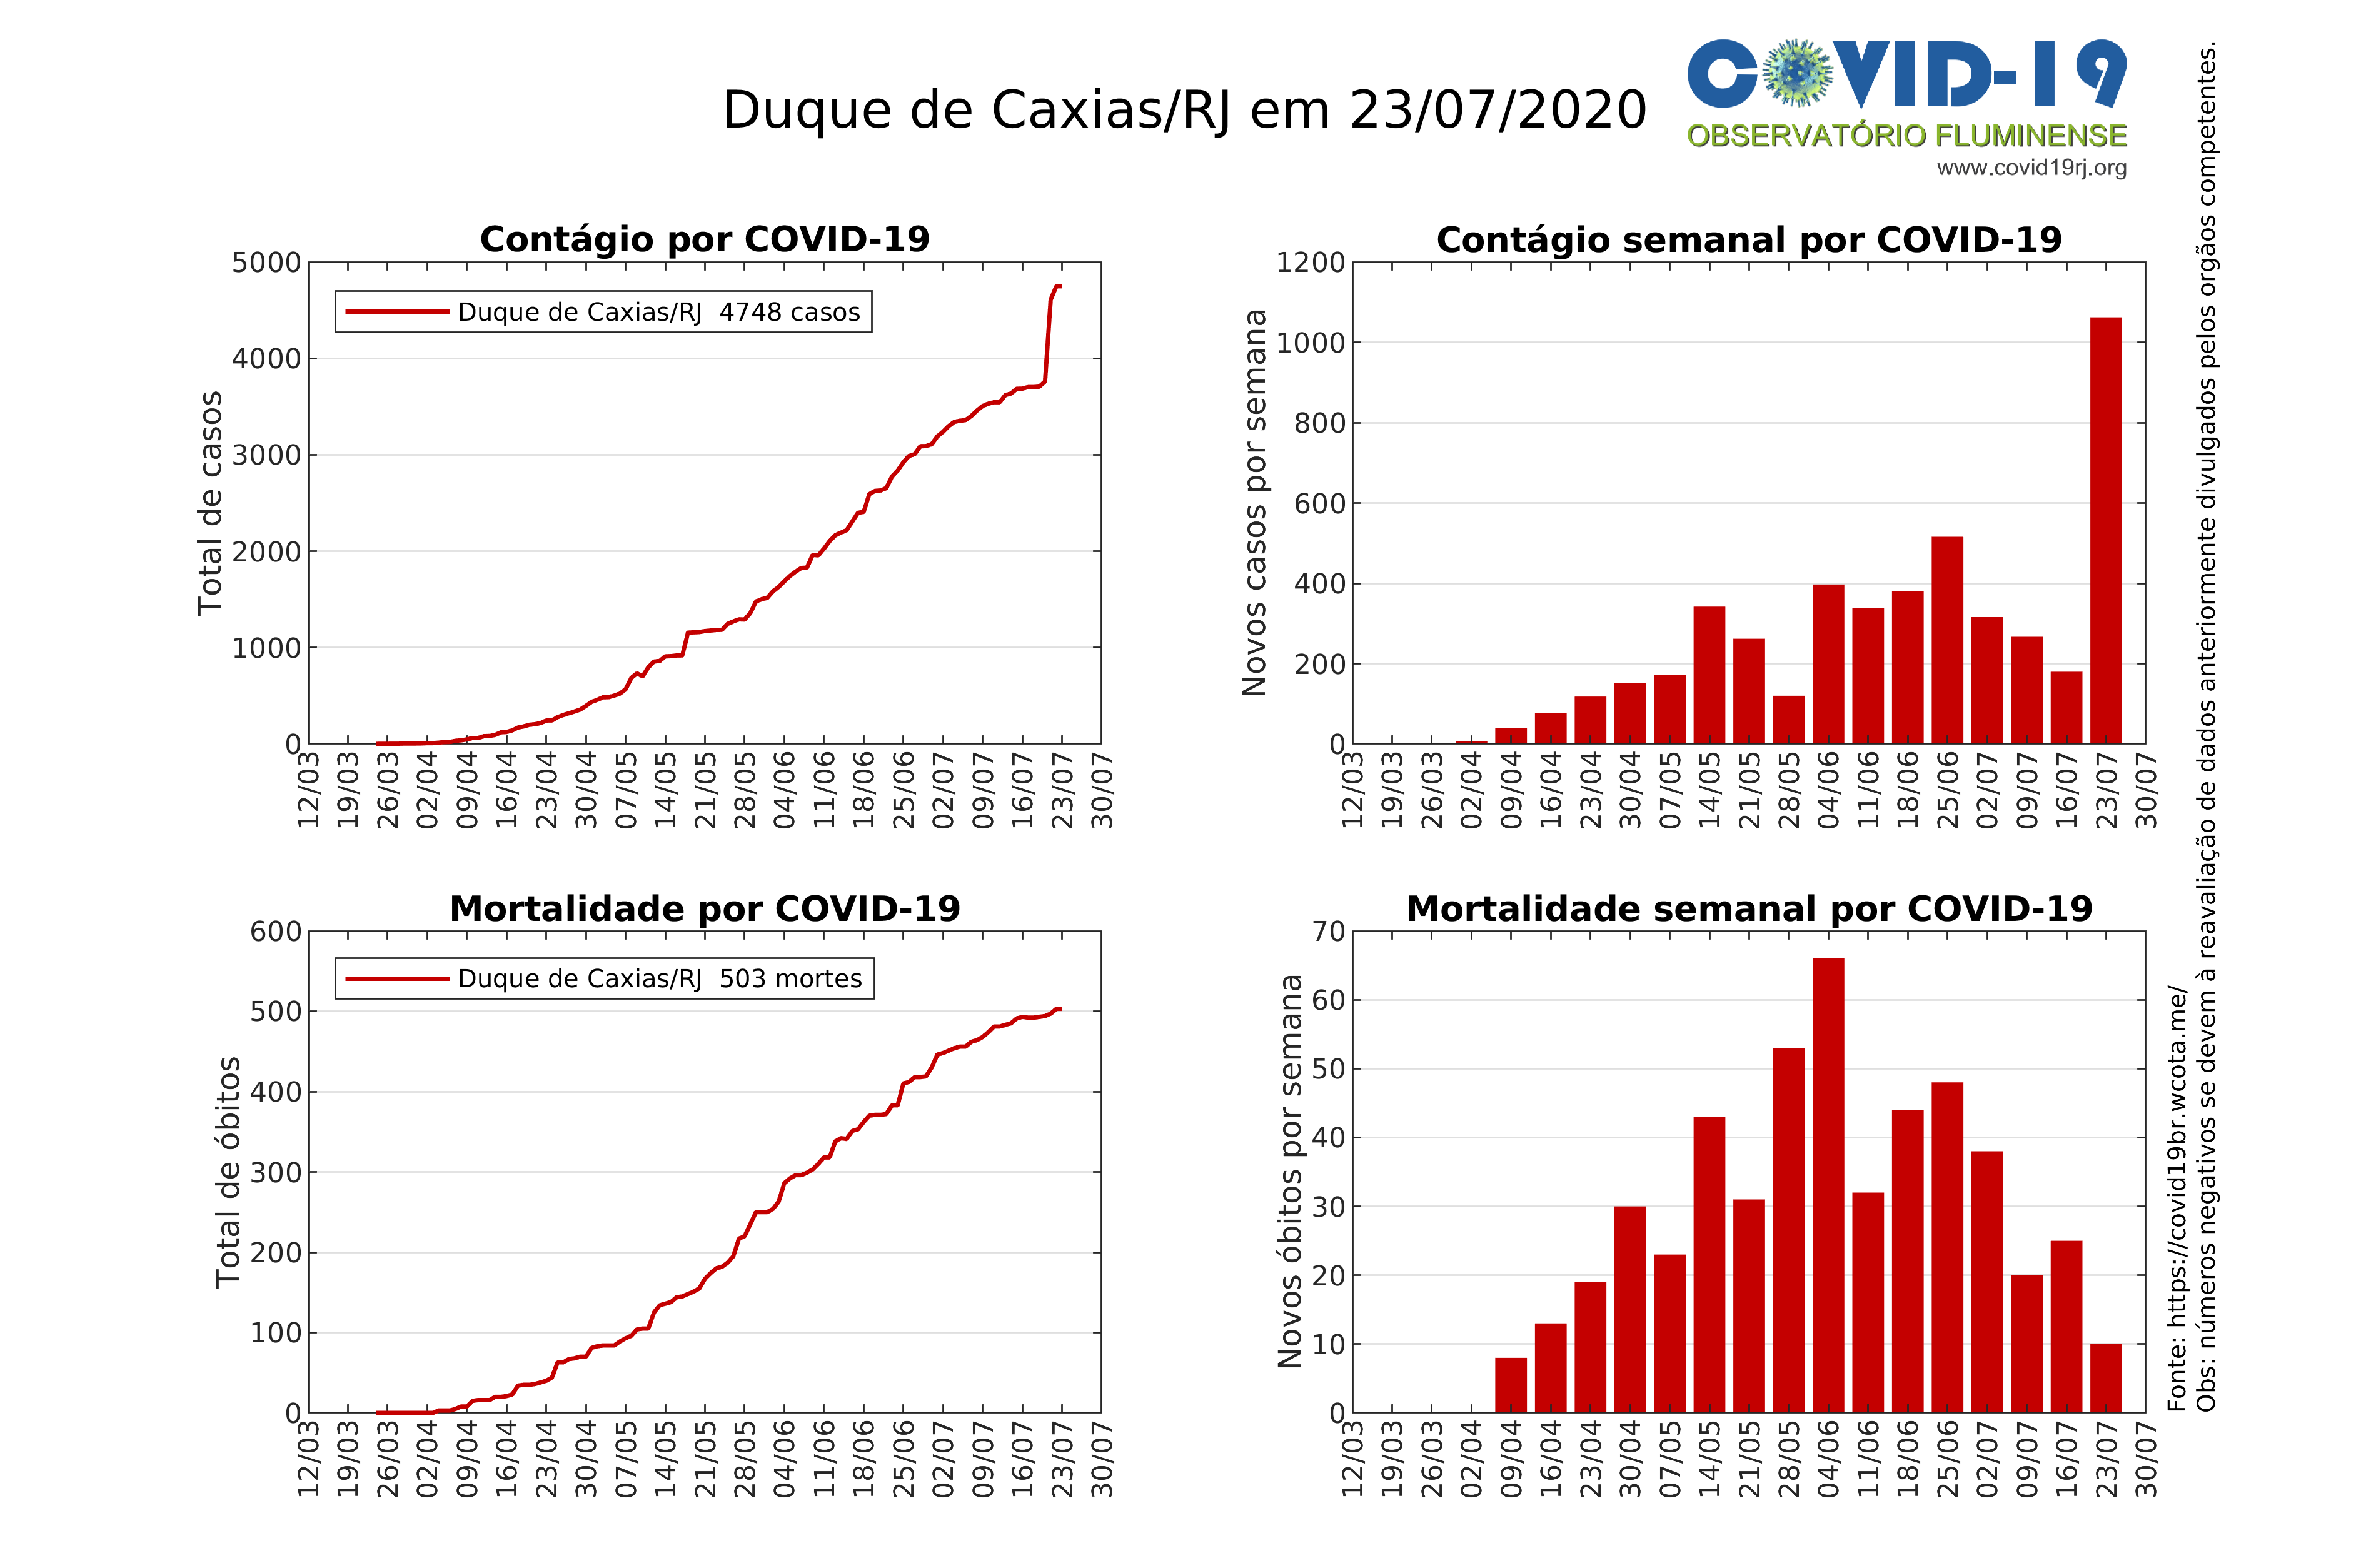 Duque de Caxias/RJ em 23/07/2020
COVID-19
OBSERVATÓRIO FLUMINENSE
www.covid19rj.org
Contágio por COVID-19
Total de casos
5000
4000
3000
2000
1000
0
Duque de Caxias/RJ 4748 casos
12/03 19/03 26/03 02/04 09/04 16/04 23/04 30/04 07/05 14/05 21/05 28/05 04/06 11/06 18/06 25/06 02/07 09/07 16/07 23/07 30/07
Contágio semanal por COVID-19
Novos casos por semana
1200
1000
800
600
400
200
0
12/03 19/03 26/03 02/04 09/04 16/04 23/04 30/04 07/05 14/05 21/05 28/05 04/06 11/06 18/06 25/06 02/07 09/07 16/07 23/07 30/07
Mortalidade por COVID-19
Total de óbitos
600
500
400
300
200
100
0
Duque de Caxias/RJ 503 mortes
12/03 19/03 26/03 02/04 09/04 16/04 23/04 30/04 07/05 14/05 21/05 28/05 04/06 11/06 18/06 25/06 02/07 09/07 16/07 23/07 30/07
Mortalidade semanal por COVID-19
Novos óbitos por semana
70
60
50
40
30
20
10
0
12/03 19/03 26/03 02/04 09/04 16/04 23/04 30/04 07/05 14/05 21/05 28/05 04/06 11/06 18/06 25/06 02/07 09/07 16/07 23/07 30/07
Fonte: https://covid19br.wcota.me/
Obs: números negativos se devem à reavaliação de dados anteriormente divulgados pelos orgãos competentes.